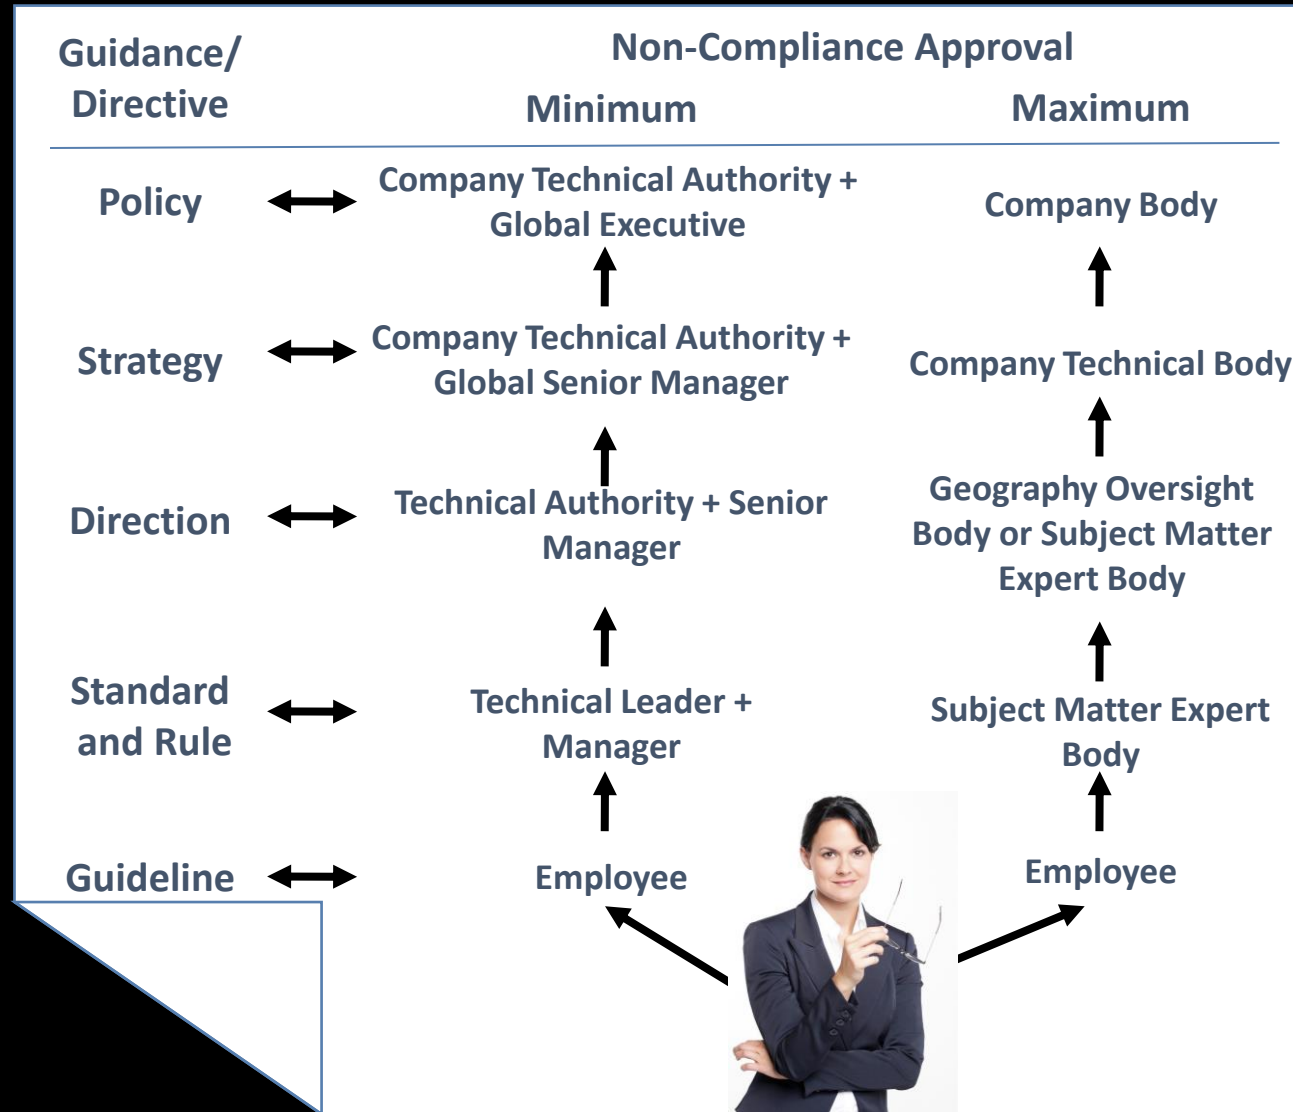 Guidance/
Directive
Non-Compliance Approval
Minimum
Maximum
Policy
Company Technical Authority +
Global Executive
Company Body
Strategy
Company Technical Authority +
Global Senior Manager
Company Technical Body
Direction
Technical Authority + Senior
Manager
Geography Oversight
Body or Subject Matter
Expert Body
Standard
and Rule
Technical Leader +
Manager
Subject Matter Expert
Body
Guideline
Employee
Employee